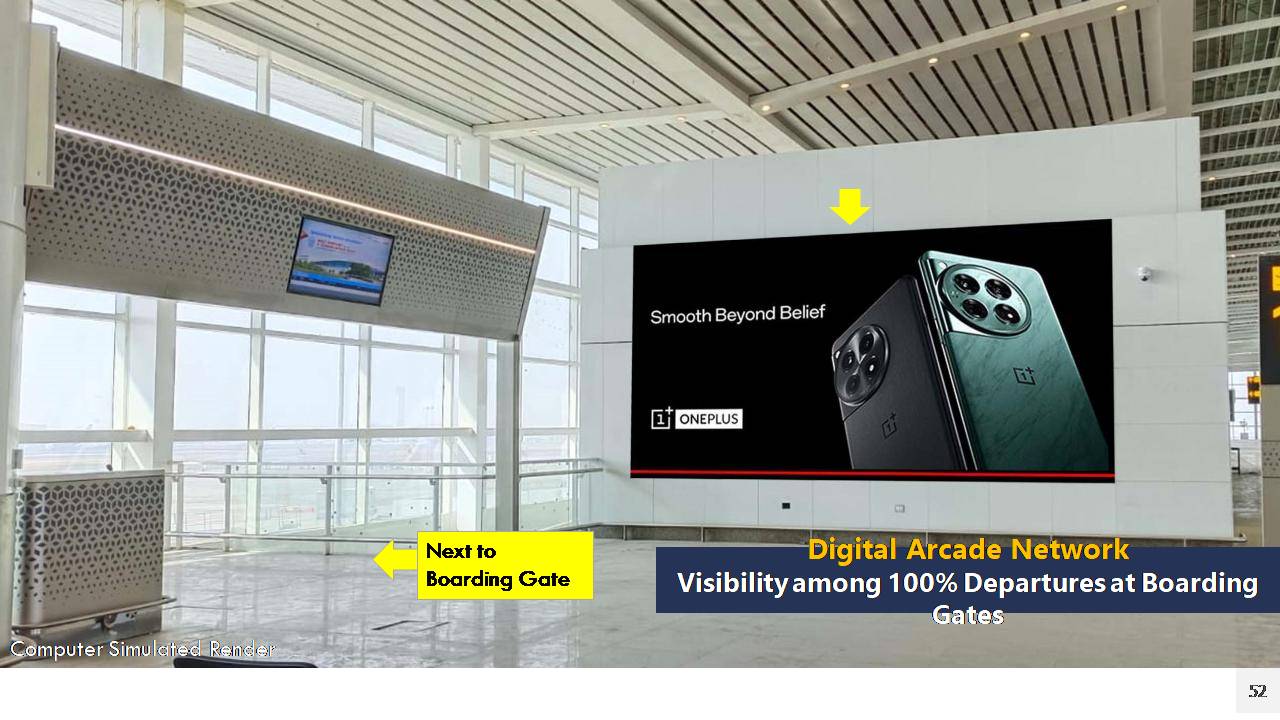 Smooth Beyond Belief
1+ ONEPLUS
Next to
Boarding Gate
Digital Arcade Network
Visibility among 100% Departures at Boarding
Gates
Computer Simulated Render
52